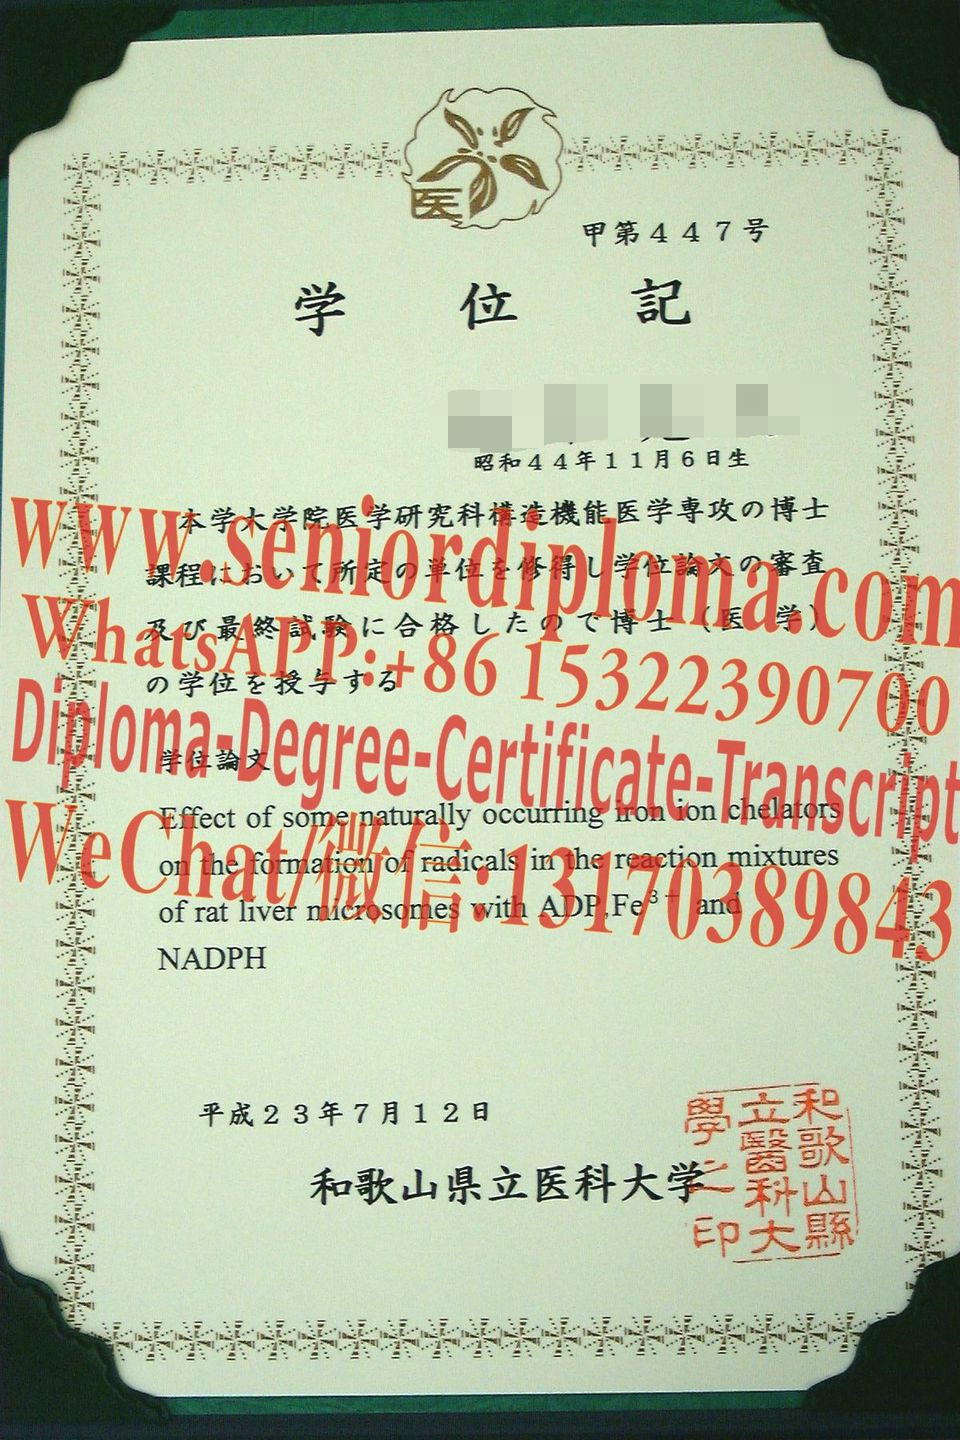 医
甲第４４７号
学 位 記
昭和４４年１１月６日生
本学大学院医学研究科構造機能医学専攻の博士
www.seniordiploma.com
課程において所定の単位を修得し学位論文の審査
及び最終試験に合格したので博士（医学）
WhatsAPP:+86 15322390700
の学位を授与する
Diploma-Degree-Certificate-Transcript
学位論文
Effect of some naturally occurring iron ion chelators
WeChat/微信:13170389843
on the formation of radicals in the reaction mixtures
of rat liver microsomes with ADP,Fe³⁺ and
NADPH
平成２３年７月１２日
和歌山県立医科大学
和歌山縣
立醫科大
學之印